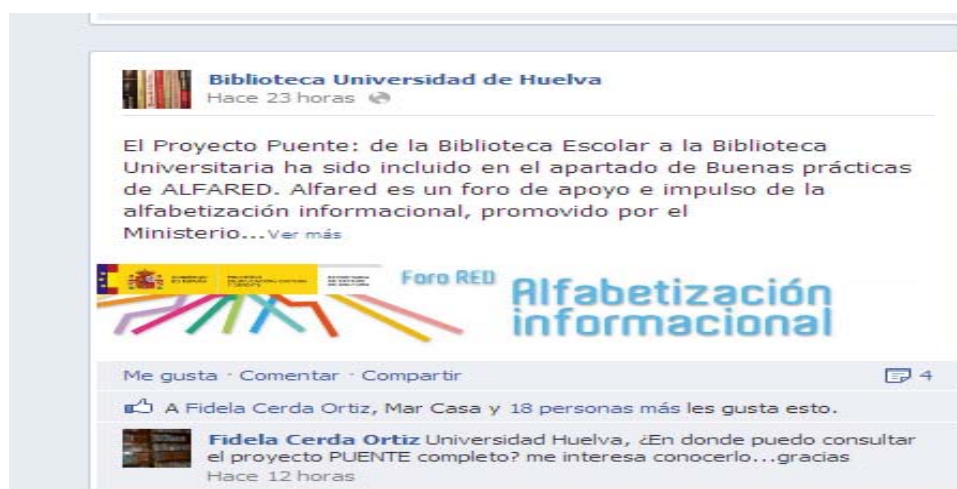 Biblioteca Universidad de Huelva
Hace 23 horas
El Proyecto Puente: de la Biblioteca Escolar a la Biblioteca
Universitaria ha sido incluido en el apartado de Buenas prácticas
de ALFARED. Alfared es un foro de apoyo e impulso de la
alfabetización informacional, promovido por el
Ministerio...Ver más
Foro RED
Alfabetización
informacional
Me gusta · Comentar · Compartir
4
A Fidela Cerda Ortiz, Mar Casa y 18 personas más les gusta esto.
Fidela Cerda Ortiz Universidad Huelva, ¿En donde puedo consultar
el proyecto PUENTE completo? me interesa conocerlo...gracias
Hace 12 horas